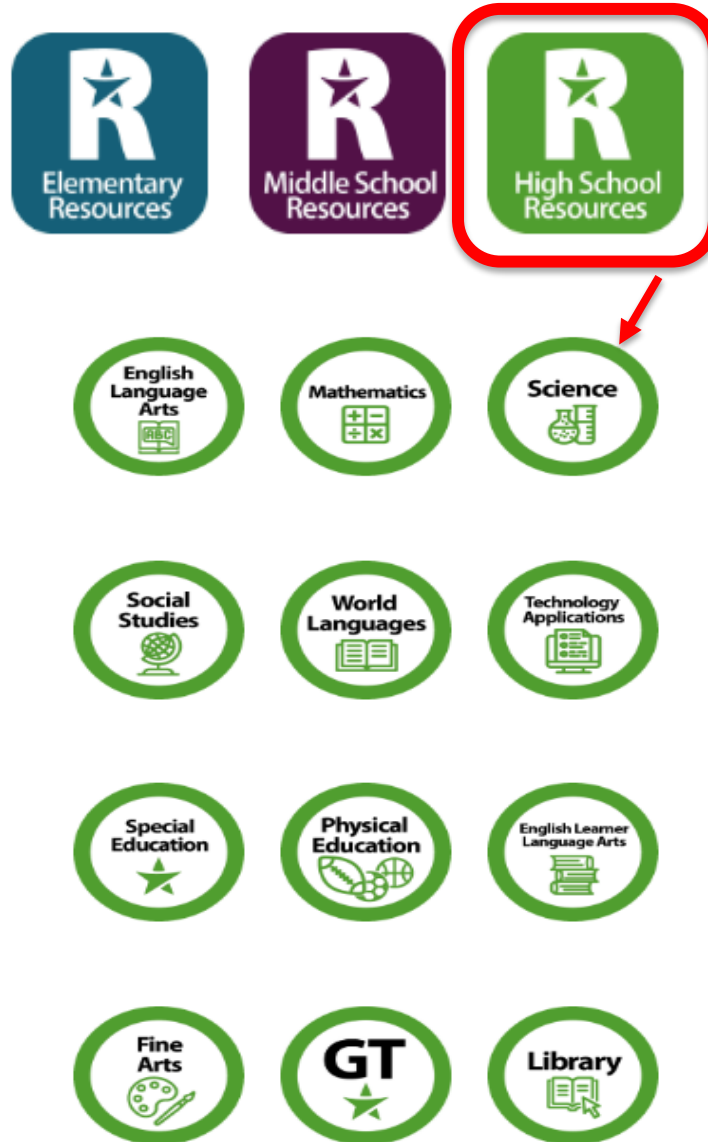 R
Elementary
Resources
R
Middle School
Resources
R
High School
Resources
English
Language
Arts
ABC
Mathematics
Science
Social
Studies
World
Languages
Technology
Applications
Special
Education
Physical
Education
English Learner
Language Arts
Fine
Arts
GT
Library